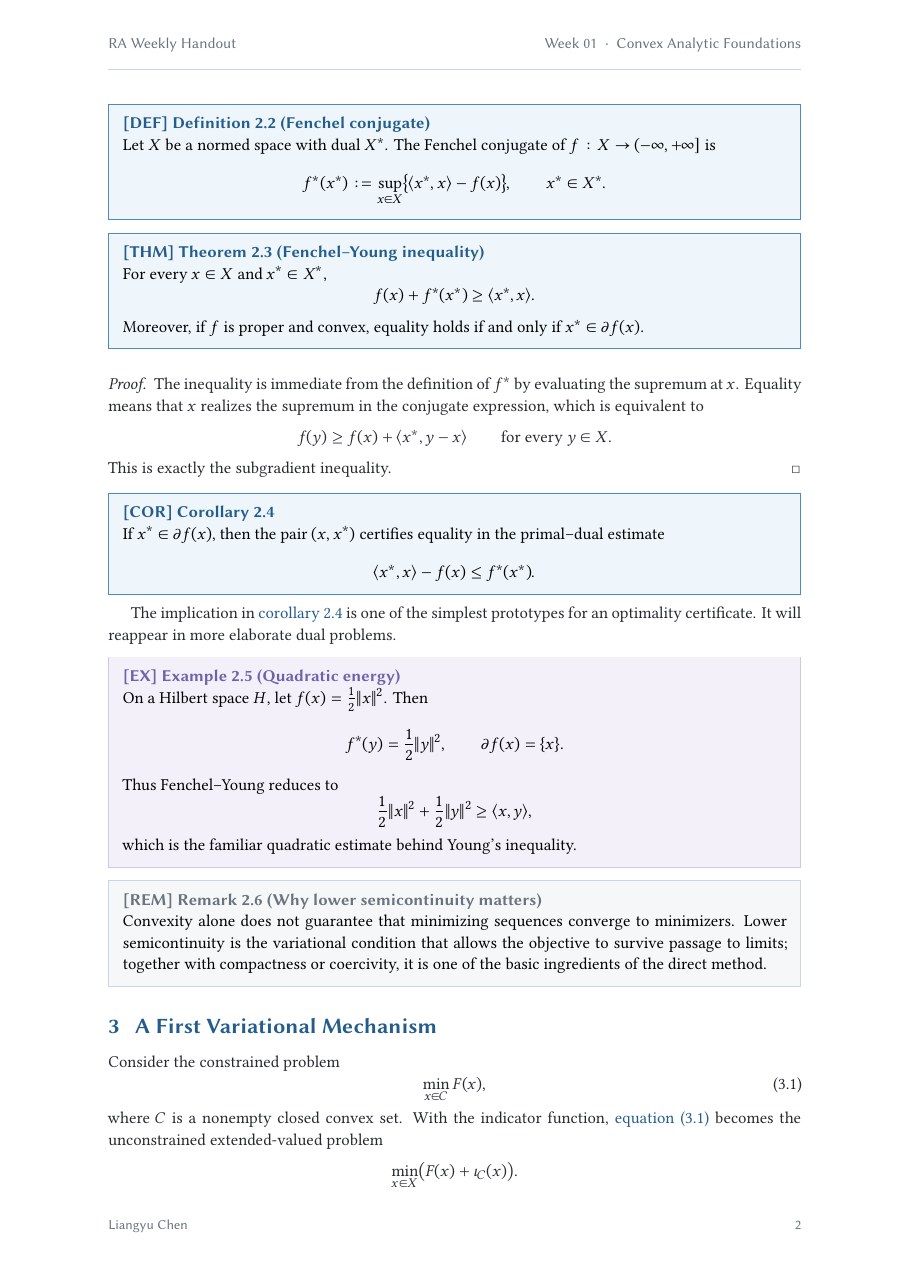 RA Weekly Handout Week 01 · Convex Analytic Foundations
[DEF] Definition 2.2 (Fenchel conjugate)
Let X be a normed space with dual X*. The Fenchel conjugate of f : X → (−∞, +∞] is
f*(x*) := sup_{x∈X} {⟨x*, x⟩ − f(x)}, x* ∈ X*.
[THM] Theorem 2.3 (Fenchel–Young inequality)
For every x ∈ X and x* ∈ X*,
f(x) + f*(x*) ≥ ⟨x*, x⟩.
Moreover, if f is proper and convex, equality holds if and only if x* ∈ ∂f(x).
Proof. The inequality is immediate from the definition of f* by evaluating the supremum at x. Equality
means that x realizes the supremum in the conjugate expression, which is equivalent to
f(y) ≥ f(x) + ⟨x*, y − x⟩ for every y ∈ X.
This is exactly the subgradient inequality. □
[COR] Corollary 2.4
If x* ∈ ∂f(x), then the pair (x, x*) certifies equality in the primal–dual estimate
⟨x*, x⟩ − f(x) ≤ f*(x*).
The implication in corollary 2.4 is one of the simplest prototypes for an optimality certificate. It will
reappear in more elaborate dual problems.
[EX] Example 2.5 (Quadratic energy)
On a Hilbert space H, let f(x) = ½‖x‖². Then
f*(y) = ½‖y‖², ∂f(x) = {x}.
Thus Fenchel–Young reduces to
½‖x‖² + ½‖y‖² ≥ ⟨x, y⟩,
which is the familiar quadratic estimate behind Young's inequality.
[REM] Remark 2.6 (Why lower semicontinuity matters)
Convexity alone does not guarantee that minimizing sequences converge to minimizers. Lower
semicontinuity is the variational condition that allows the objective to survive passage to limits;
together with compactness or coercivity, it is one of the basic ingredients of the direct method.
3 A First Variational Mechanism
Consider the constrained problem
min_{x∈C} F(x), (3.1)
where C is a nonempty closed convex set. With the indicator function, equation (3.1) becomes the
unconstrained extended-valued problem
min_{x∈X} (F(x) + ι_C(x)).
Liangyu Chen 2